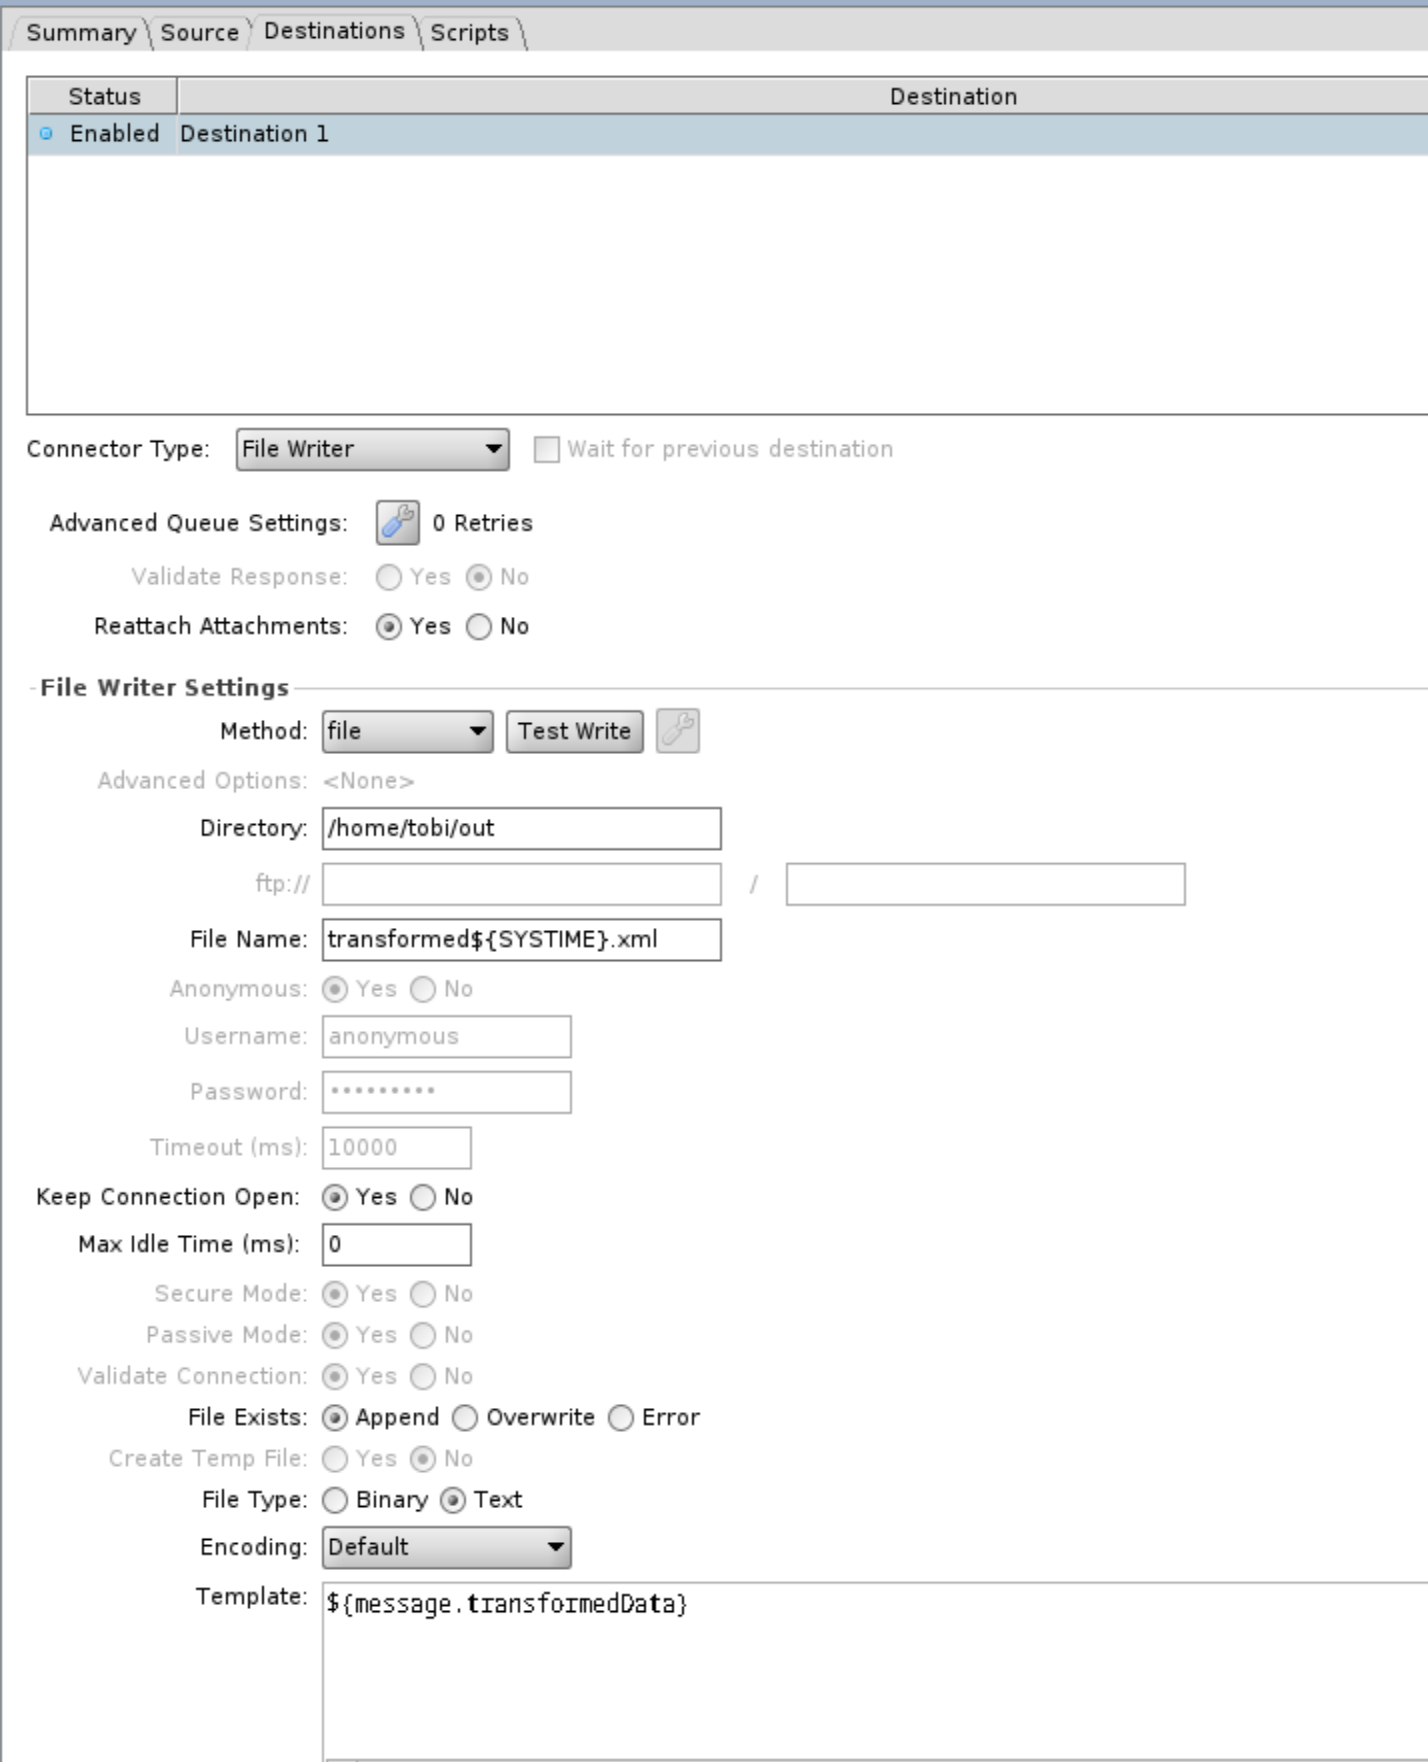 Summary Source Destinations Scripts
Status Destination
Enabled Destination 1
Connector Type: File Writer Wait for previous destination
Advanced Queue Settings: 0 Retries
Validate Response: Yes No
Reattach Attachments: Yes No
File Writer Settings
Method: file Test Write
Advanced Options: <None>
Directory: /home/tobi/out
ftp:// /
File Name: transformed${SYSTIME}.xml
Anonymous: Yes No
Username: anonymous
Password: •••••••••
Timeout (ms): 10000
Keep Connection Open: Yes No
Max Idle Time (ms): 0
Secure Mode: Yes No
Passive Mode: Yes No
Validate Connection: Yes No
File Exists: Append Overwrite Error
Create Temp File: Yes No
File Type: Binary Text
Encoding: Default
Template: ${message.transformedData}